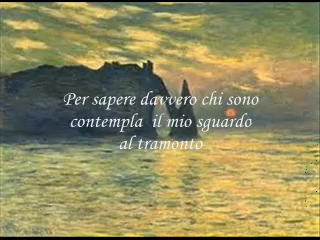 Per sapere davvero chi sono
contempla il mio sguardo
al tramonto